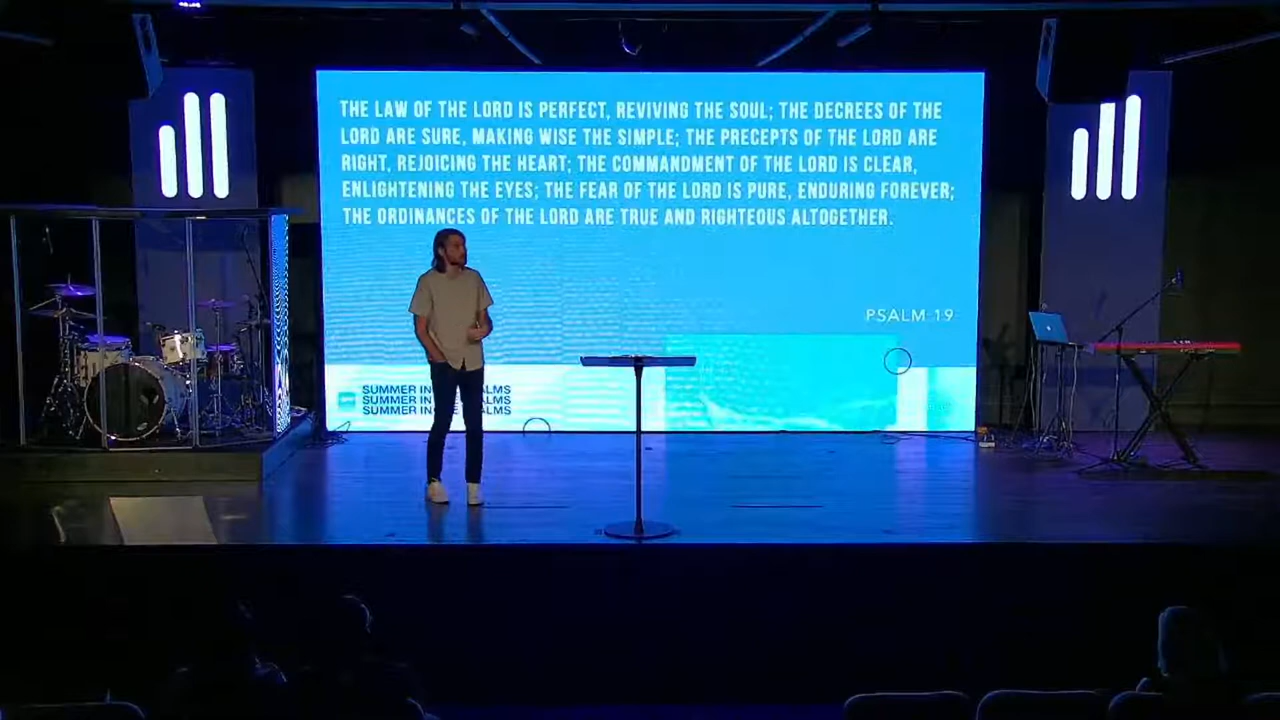 THE LAW OF THE LORD IS PERFECT, REVIVING THE SOUL; THE DECREES OF THE
LORD ARE SURE, MAKING WISE THE SIMPLE; THE PRECEPTS OF THE LORD ARE
RIGHT, REJOICING THE HEART; THE COMMANDMENT OF THE LORD IS CLEAR,
ENLIGHTENING THE EYES; THE FEAR OF THE LORD IS PURE, ENDURING FOREVER;
THE ORDINANCES OF THE LORD ARE TRUE AND RIGHTEOUS ALTOGETHER.
PSALM 19
SUMMER IN
SUMMER IN
SUMMER IN